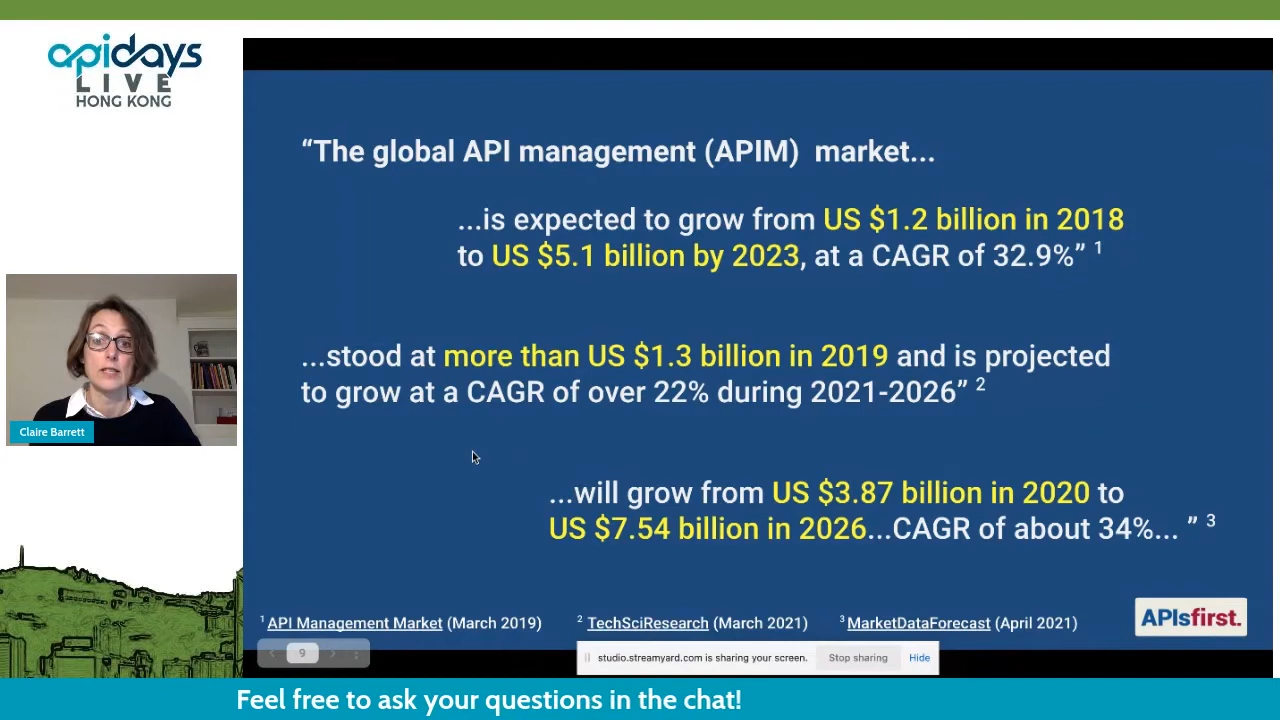 apidays
LIVE
HONG KONG
“The global API management (APIM) market...
...is expected to grow from US $1.2 billion in 2018
to US $5.1 billion by 2023, at a CAGR of 32.9%” 1
...stood at more than US $1.3 billion in 2019 and is projected
to grow at a CAGR of over 22% during 2021-2026” 2
Claire Barrett
...will grow from US $3.87 billion in 2020 to
US $7.54 billion in 2026...CAGR of about 34%... ” 3
1 API Management Market (March 2019)
2 TechSciResearch (March 2021)
3 MarketDataForecast (April 2021)
APIsfirst.
9
studio.streamyard.com is sharing your screen.
Stop sharing
Hide
Feel free to ask your questions in the chat!